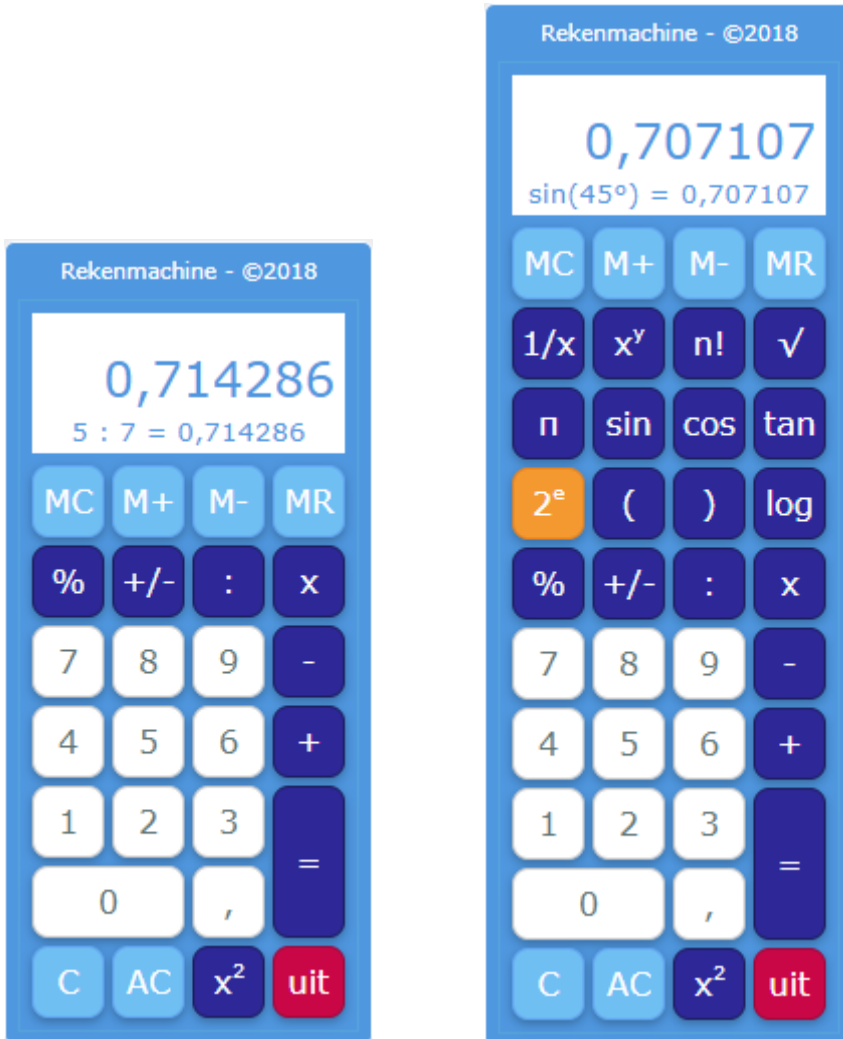 Rekenmachine - ©2018
0,714286
5 : 7 = 0,714286
MC M+ M- MR
% +/- : x
7 8 9 -
4 5 6 +
1 2 3
=
0 ,
C AC x² uit
Rekenmachine - ©2018
0,707107
sin(45°) = 0,707107
MC M+ M- MR
1/x xʸ n! √
π sin cos tan
2ᵉ ( ) log
% +/- : x
7 8 9 -
4 5 6 +
1 2 3
=
0 ,
C AC x² uit